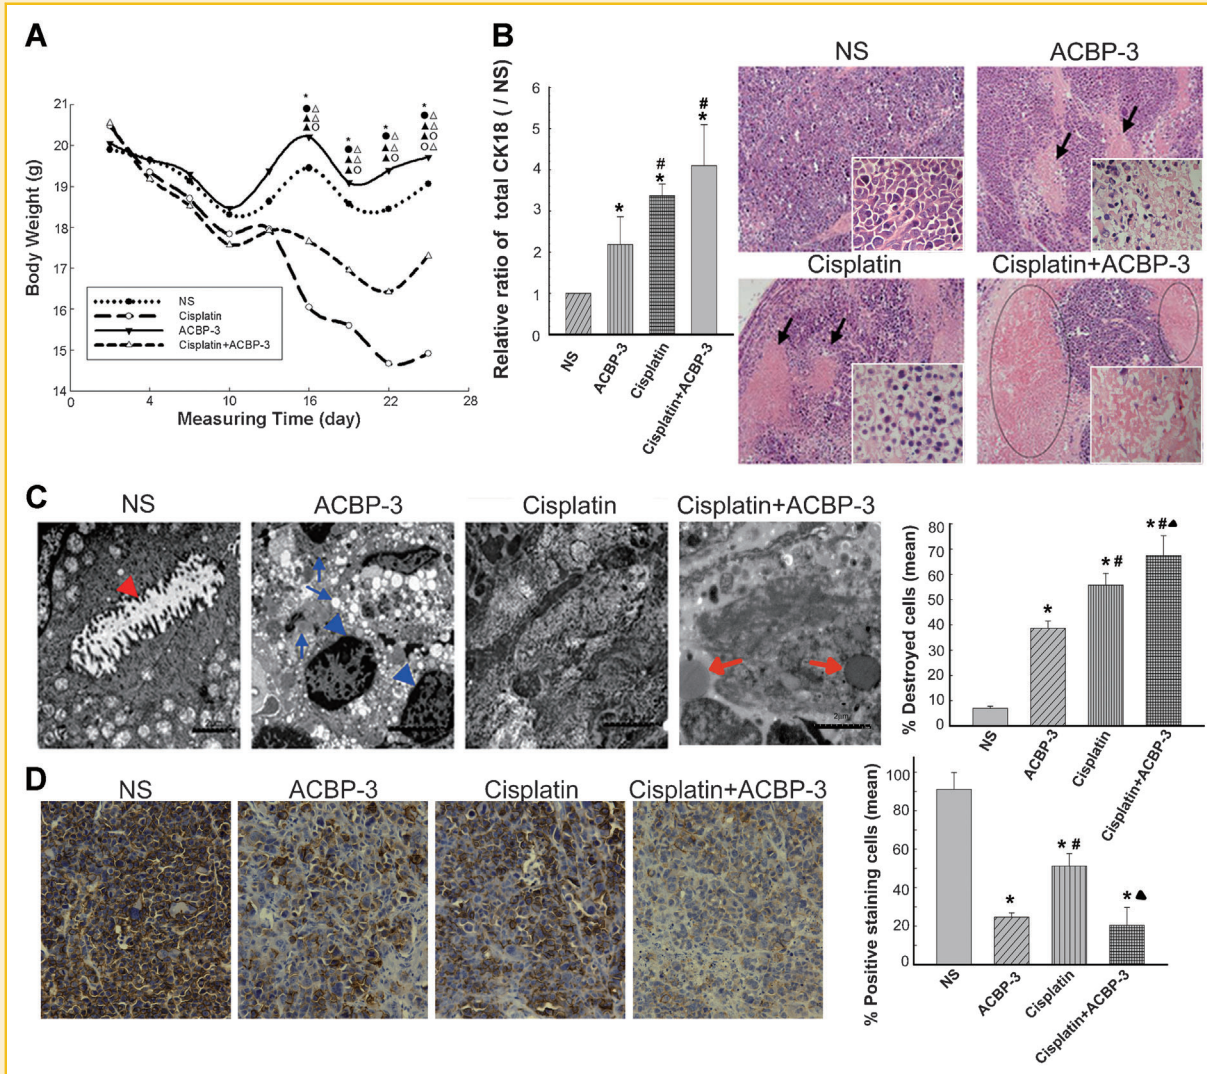 A
21
20
19
18
17
16
15
14
0
4
10
16
22
28
Body Weight (g)
Measuring Time (day)
NS
Cisplatin
ACBP-3
Cisplatin+ACBP-3
* * * *
B
Relative ratio of total CK18 ( / NS)
6
5
4
3
2
1
0
*
#
*
#
*
NS
ACBP-3
Cisplatin
Cisplatin+ACBP-3
NS
ACBP-3
Cisplatin
Cisplatin+ACBP-3
C
NS
ACBP-3
Cisplatin
Cisplatin+ACBP-3
2μm
% Destroyed cells (mean)
80
70
60
50
40
30
20
10
0
*
* #
* #
NS
ACBP-3
Cisplatin
Cisplatin+ACBP-3
D
NS
ACBP-3
Cisplatin
Cisplatin+ACBP-3
% Positive staining cells (mean)
100
80
60
40
20
0
*
* #
*
NS
ACBP-3
Cisplatin
Cisplatin+ACBP-3